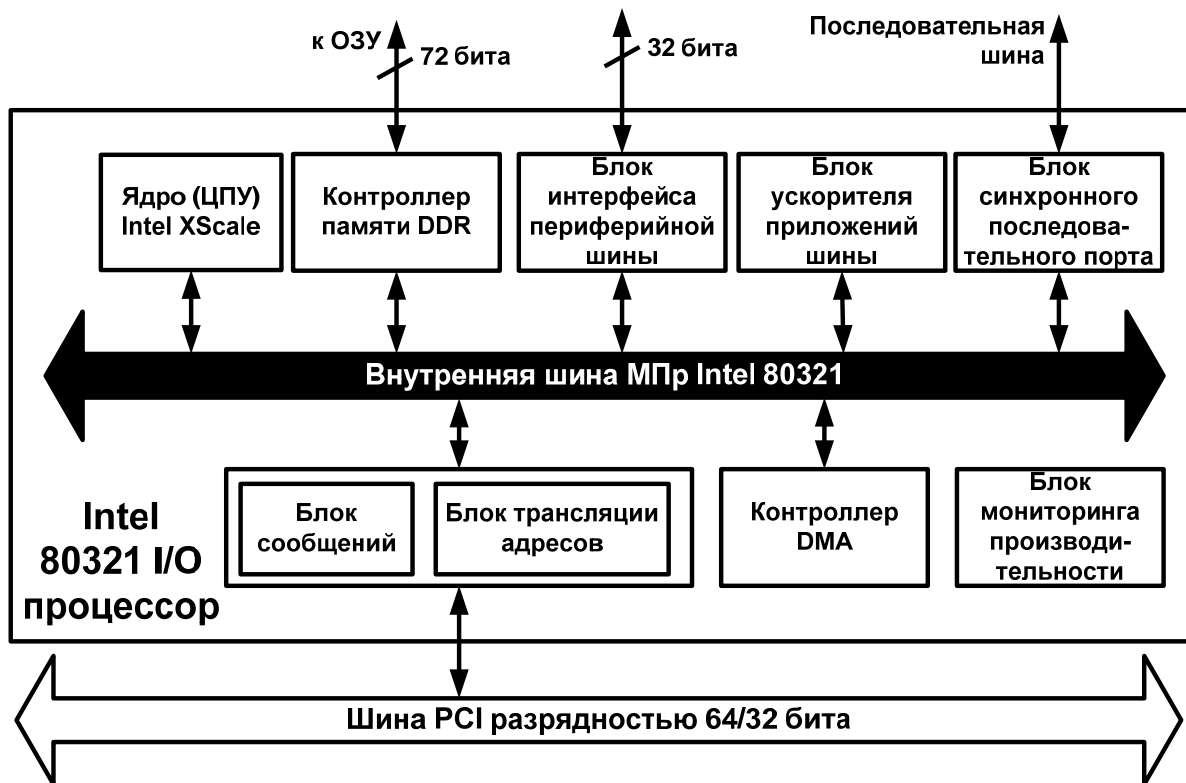 к ОЗУ
72 бита
32 бита
Последовательная
шина
Ядро (ЦПУ)
Intel XScale
Контроллер
памяти DDR
Блок
интерфейса
периферийной
шины
Блок
ускорителя
приложений
шины
Блок
синхронного
последова-
тельного порта
Внутренняя шина МПр Intel 80321
Intel
80321 I/O
процессор
Блок
сообщений
Блок трансляции
адресов
Контроллер
DMA
Блок
мониторинга
производи-
тельности
Шина PCI разрядностью 64/32 бита